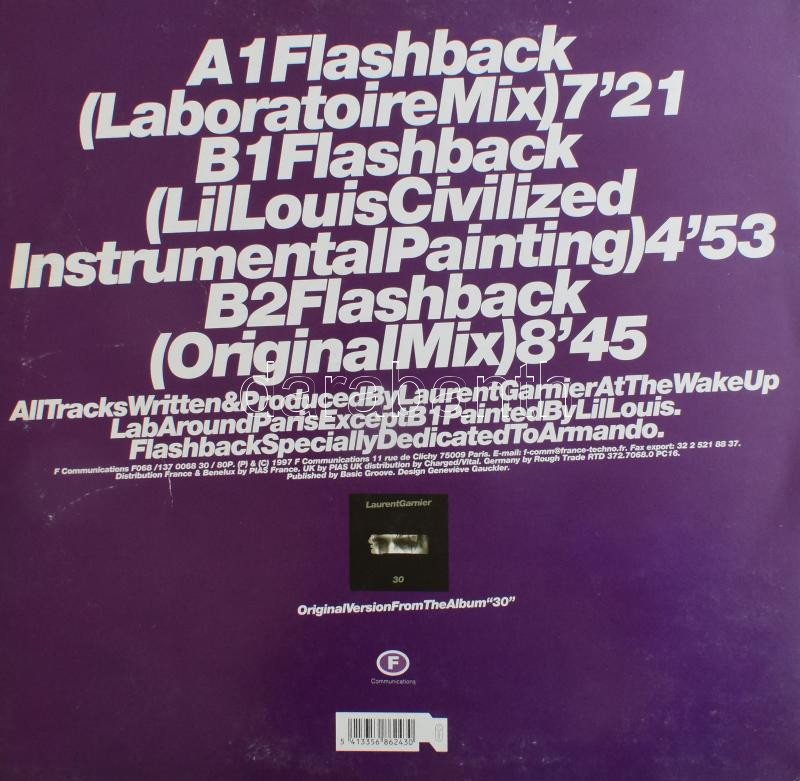 A1Flashback
(LaboratoireMix)7'21
B1Flashback
(LilLouisCivilized
InstrumentalPainting)4'53
B2Flashback
(OriginalMix)8'45
darabanth
AllTracksWritten&ProducedByLaurentGarnierAtTheWakeUp
LabAroundParisExceptB1PaintedByLilLouis.
FlashbackSpeciallyDedicatedToArmando.
F Communications F068 /137 0068 30 / 80P. (P) & (C) 1997 F Communications 11 rue de Clichy 75009 Paris. E-mail: f-comm@france-techno.fr. Fax export: 32 2 521 88 37.
Distribution France & Benelux by PIAS France. UK by PIAS UK distribution by Charged/Vital. Germany by Rough Trade RTD 372.7068.0 PC16.
Published by Basic Groove. Design Geneviève Gauckler.
LaurentGarnier
30
OriginalVersionFromTheAlbum“30”
F
Communications
5 413356 862430